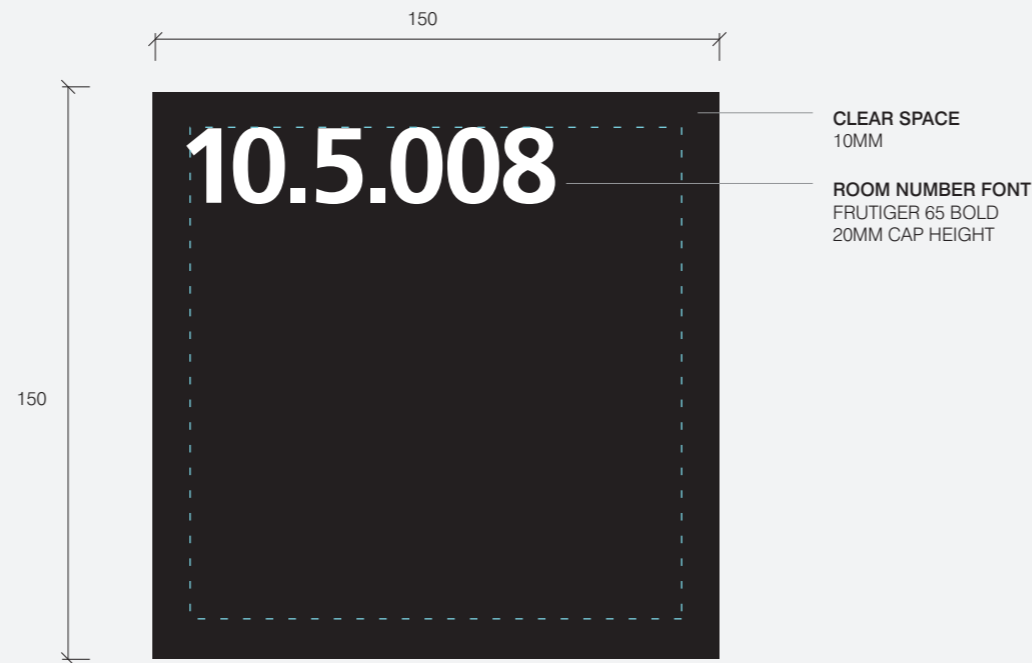 150
CLEAR SPACE
10MM
10.5.008
ROOM NUMBER FONT
FRUTIGER 65 BOLD
20MM CAP HEIGHT
150